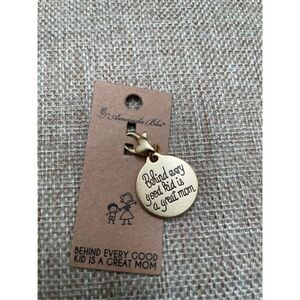 Amanda Blu
Behind every
good kid is
a great mom
BEHIND EVERY GOOD
KID IS A GREAT MOM